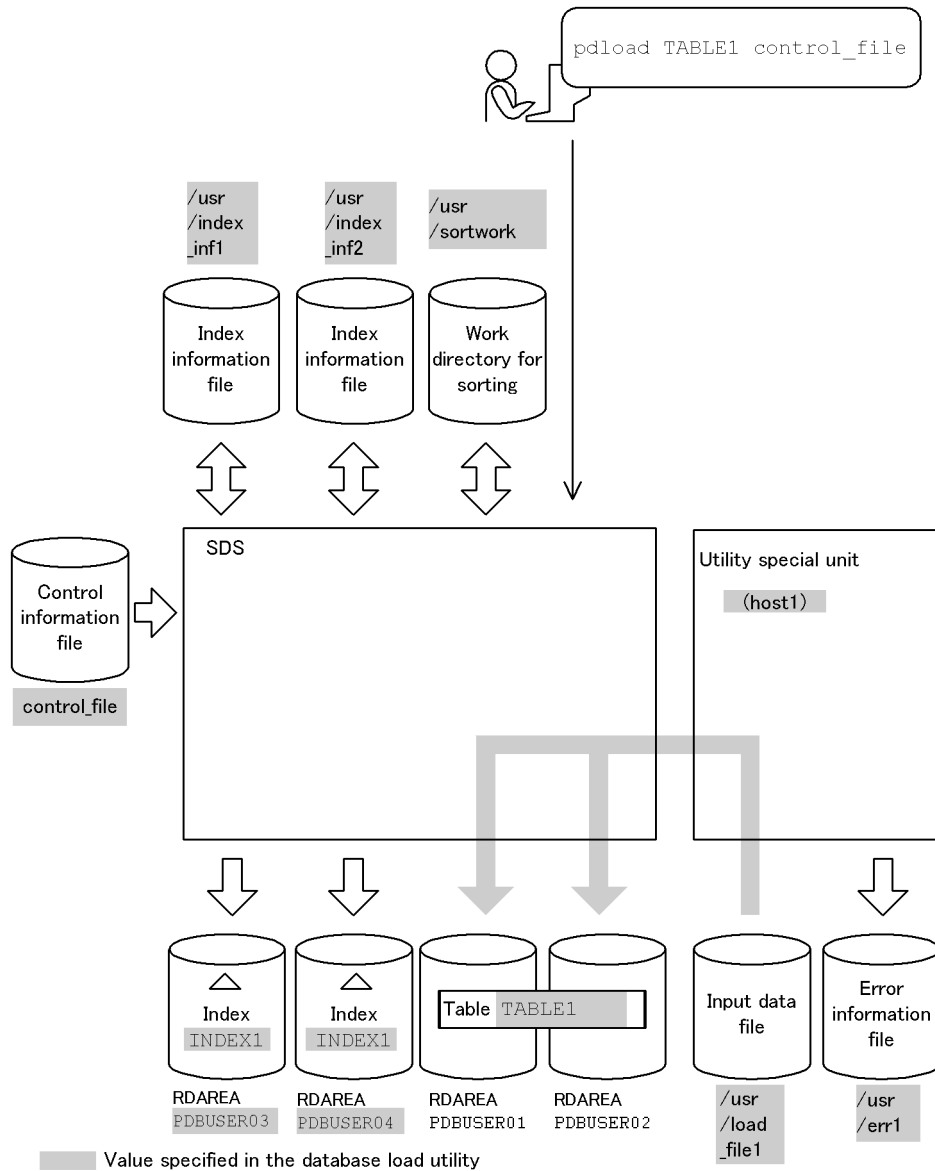 pdload TABLE1 control_file
/usr
/index
_inf1
/usr
/index
_inf2
/usr
/sortwork
Index
information
file
Index
information
file
Work
directory for
sorting
SDS
Utility special unit
(host1)
Control
information
file
control_file
Index
INDEX1
Index
INDEX1
Table TABLE1
Input data
file
Error
information
file
RDAREA
PDBUSER03
RDAREA
PDBUSER04
RDAREA
PDBUSER01
RDAREA
PDBUSER02
/usr
/load
_file1
/usr
/err1
Value specified in the database load utility